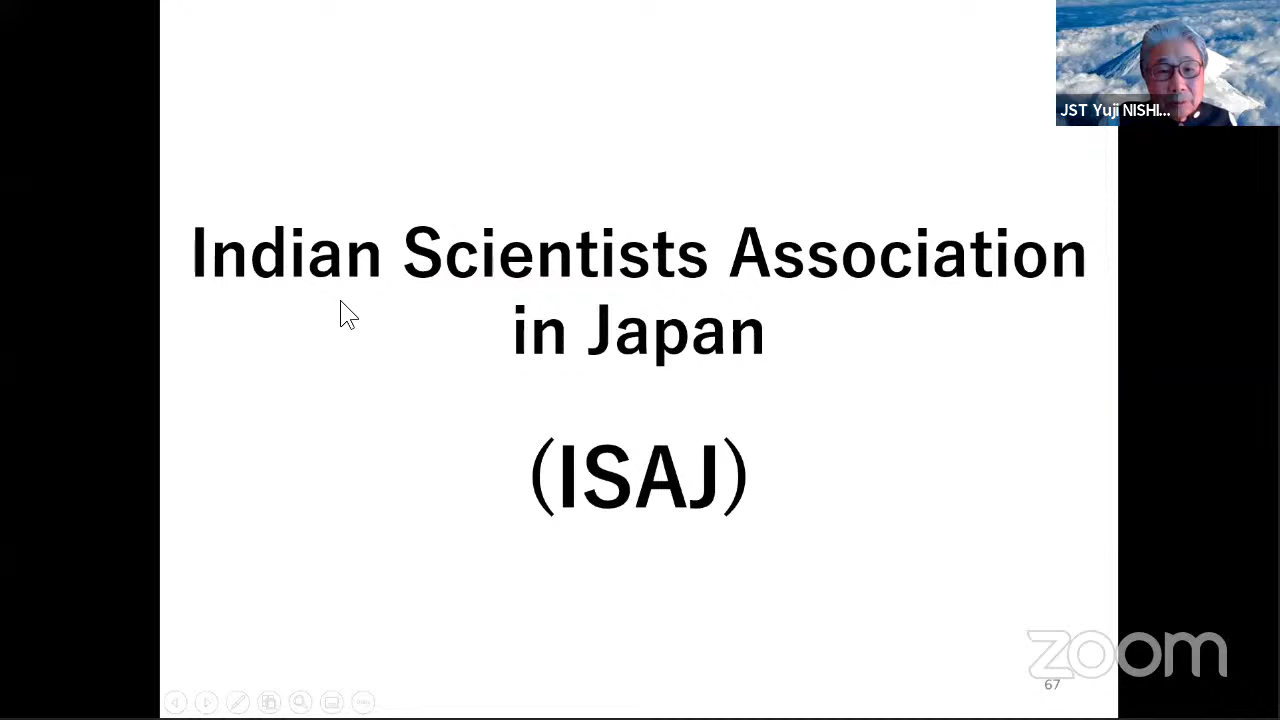 JST Yuji NISHI...
Indian Scientists Association
in Japan
(ISAJ)
zoom
67